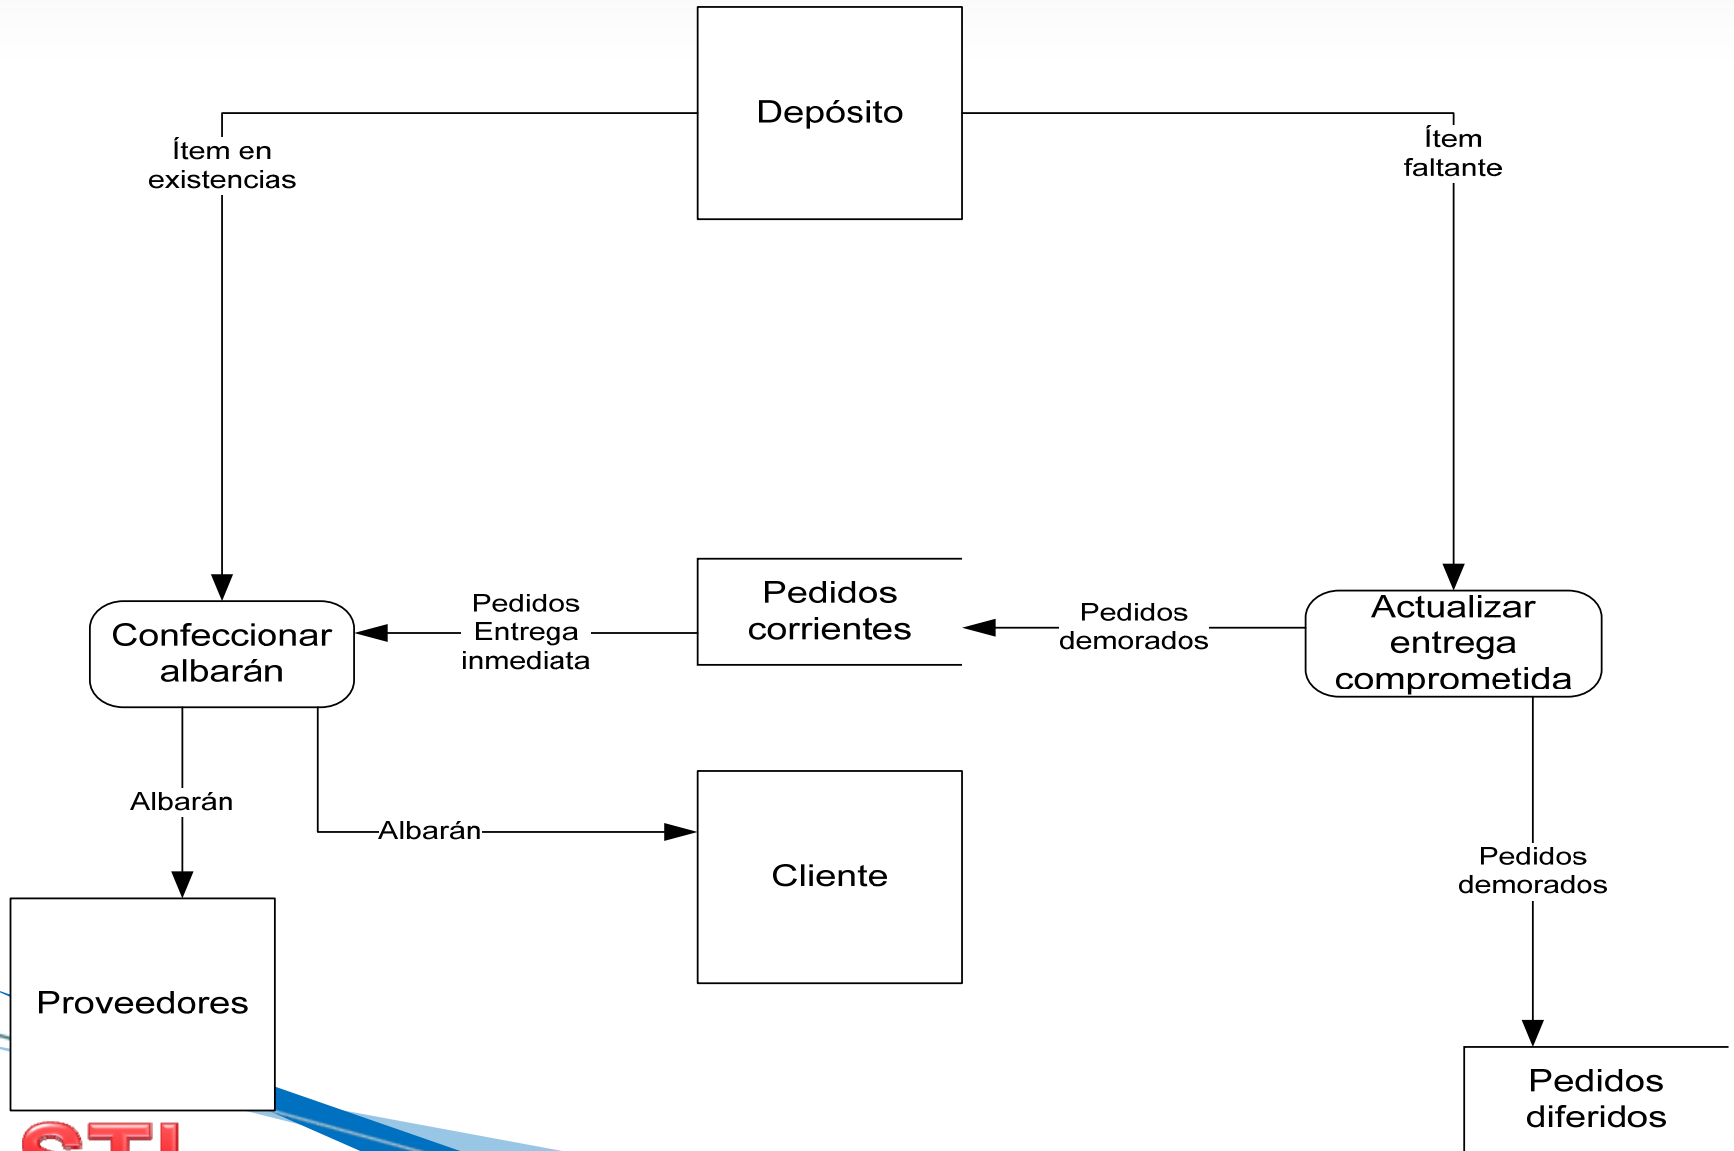 Depósito
Ítem en
existencias
Ítem
faltante
Pedidos
corrientes
Pedidos
Entrega
inmediata
Pedidos
demorados
Confeccionar
albarán
Actualizar
entrega
comprometida
Albarán
Albarán
Cliente
Pedidos
demorados
Proveedores
Pedidos
diferidos
STI